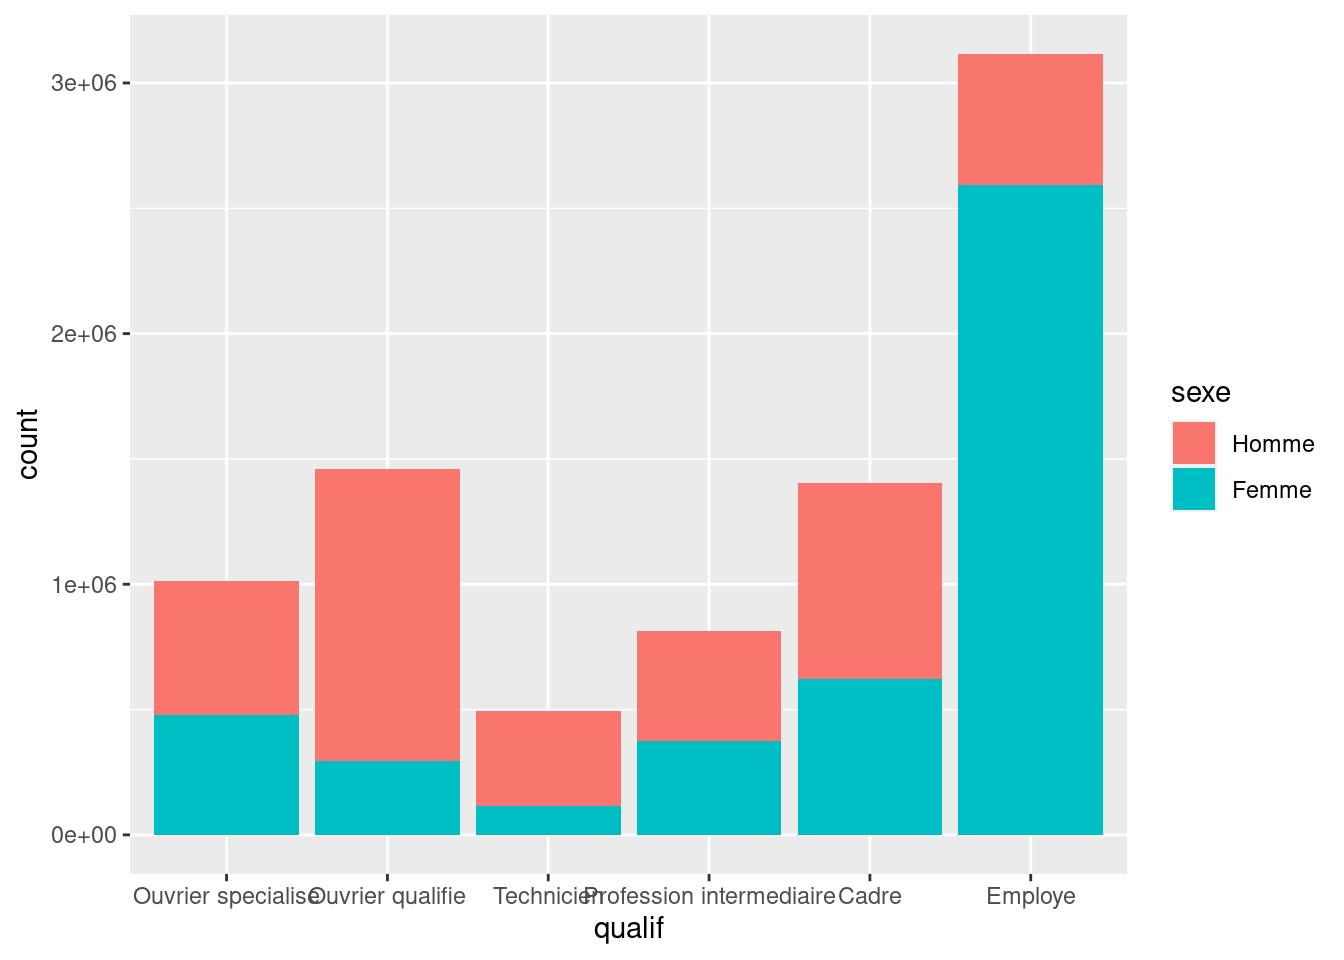 3e+06
2e+06
1e+06
0e+00
count
Ouvrier specialise Ouvrier qualifie Technicien Profession intermediaire Cadre Employe
qualif
sexe
Homme
Femme